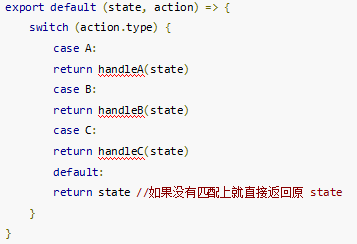 export default (state, action) => {
switch (action.type) {
case A:
return handleA(state)
case B:
return handleB(state)
case C:
return handleC(state)
default:
return state //如果没有匹配上就直接返回原 state
}
}